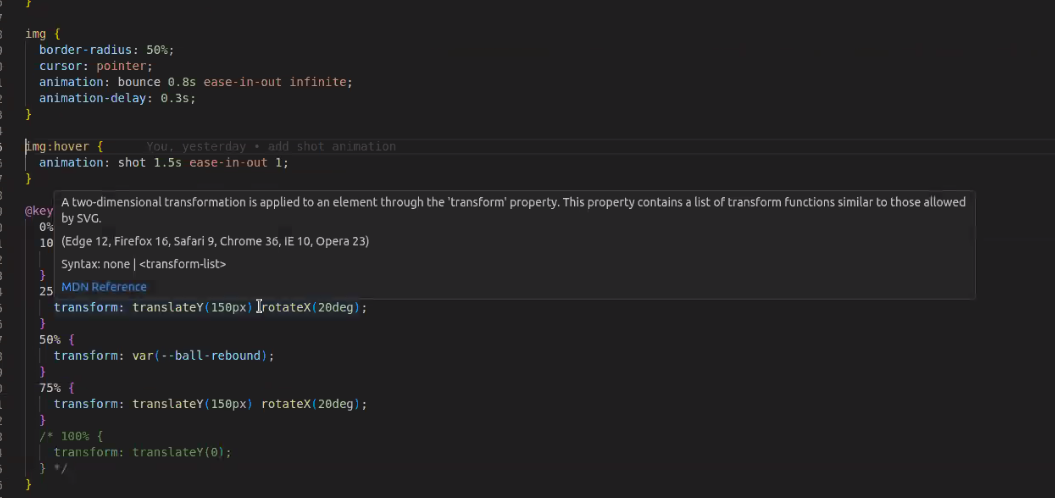 }
img {
border-radius: 50%;
cursor: pointer;
animation: bounce 0.8s ease-in-out infinite;
animation-delay: 0.3s;
}
img:hover { You, yesterday • add shot animation
animation: shot 1.5s ease-in-out 1;
}
A two-dimensional transformation is applied to an element through the 'transform' property. This property contains a list of transform functions similar to those allowed
by SVG.
@key
0%
(Edge 12, Firefox 16, Safari 9, Chrome 36, IE 10, Opera 23)
10
Syntax: none | <transform-list>
}
MDN Reference
25
transform: translateY(150px) rotateX(20deg);
}
50% {
transform: var(--ball-rebound);
}
75% {
transform: translateY(150px) rotateX(20deg);
}
/* 100% {
transform: translateY(0);
} */
}